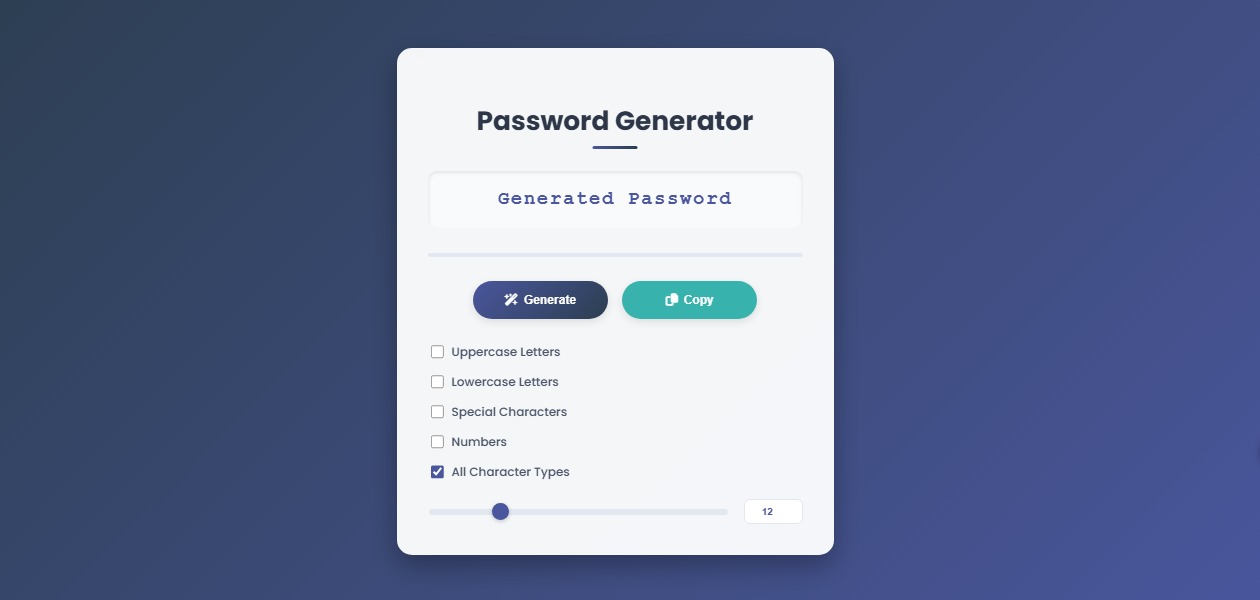 Password Generator
Generated Password
Generate Copy
Uppercase Letters
Lowercase Letters
Special Characters
Numbers
All Character Types
12